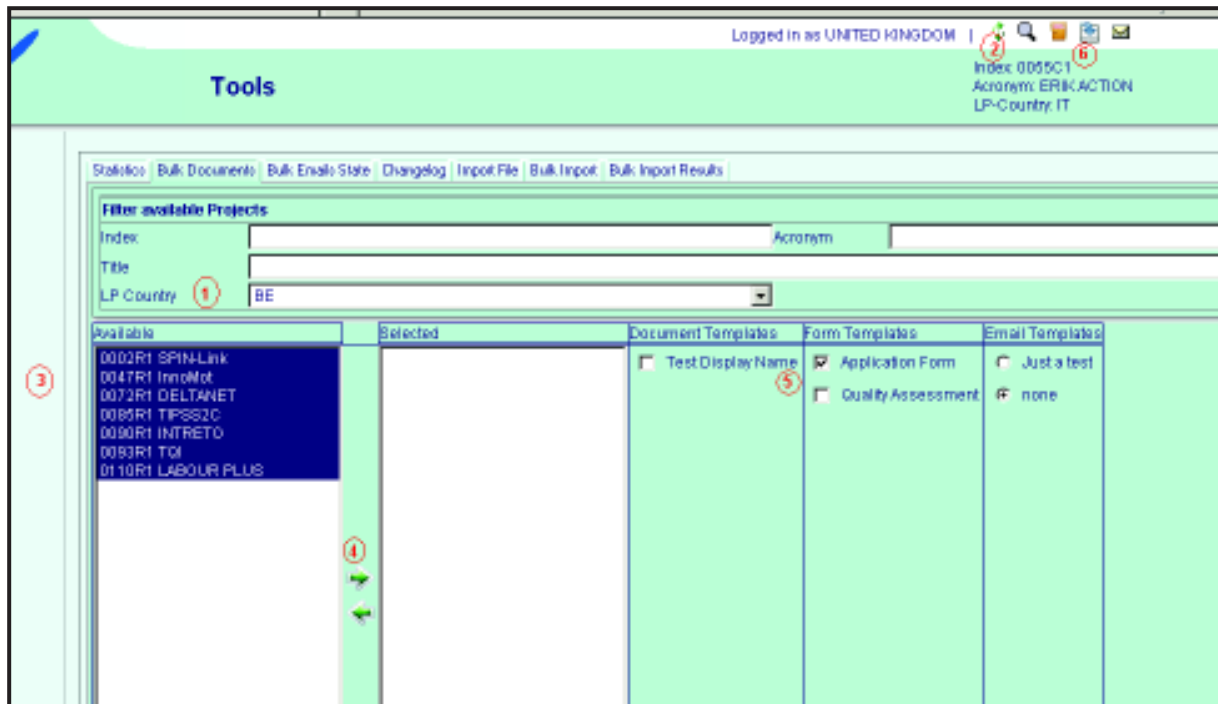 Logged in as UNITED KINGDOM |
2
6
Tools
Index: 0055C1
Acronym: ERIK ACTION
LP-Country: IT
Statistics Bulk Documents Bulk Emails State Changelog Import File Bulk Import Bulk Import Results
Filter available Projects
Index Acronym
Title
LP Country 1 BE
Available Selected Document Templates Form Templates Email Templates
0002R1 SPIN-Link Test Display Name Application Form Just a test
0047R1 InnoMot
3
5
0072R1 DELTANET Quality Assessment none
0085R1 TIPSS2C
0090R1 INTRETO
0093R1 TQI
0110R1 LABOUR PLUS
4